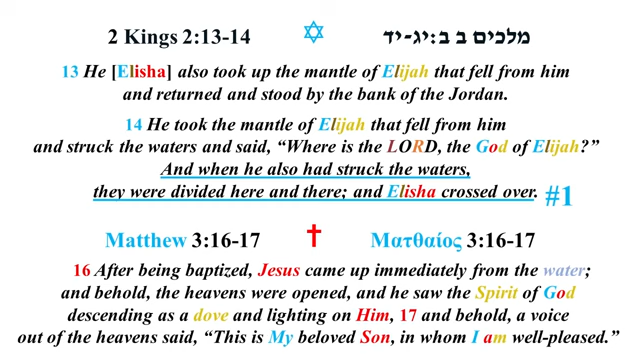 2 Kings 2:13-14 ✡ מלכים ב ב:יג-יד
13 He [Elisha] also took up the mantle of Elijah that fell from him
and returned and stood by the bank of the Jordan.
14 He took the mantle of Elijah that fell from him
and struck the waters and said, “Where is the LORD, the God of Elijah?”
And when he also had struck the waters,
they were divided here and there; and Elisha crossed over. #1
Matthew 3:16-17 ✝ Ματθαίος 3:16-17
16 After being baptized, Jesus came up immediately from the water;
and behold, the heavens were opened, and he saw the Spirit of God
descending as a dove and lighting on Him, 17 and behold, a voice
out of the heavens said, “This is My beloved Son, in whom I am well-pleased.”